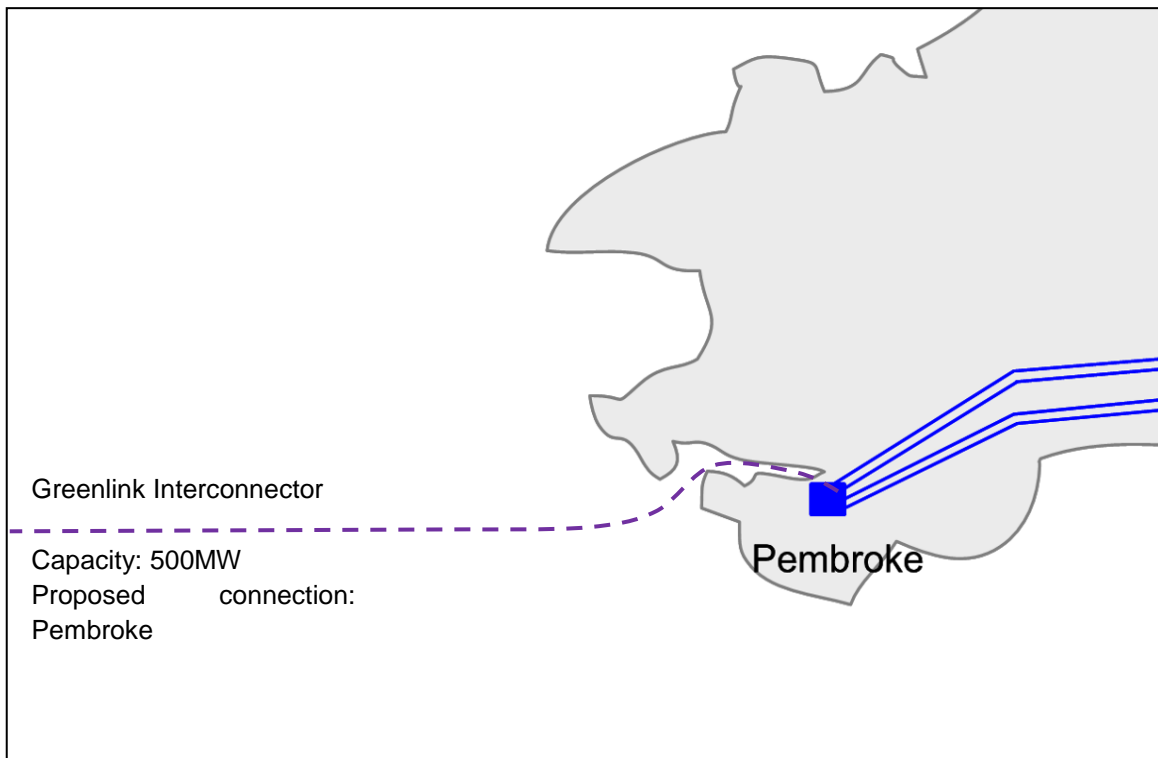 Greenlink Interconnector
Capacity: 500MW
Proposed connection:
Pembroke
Pembroke